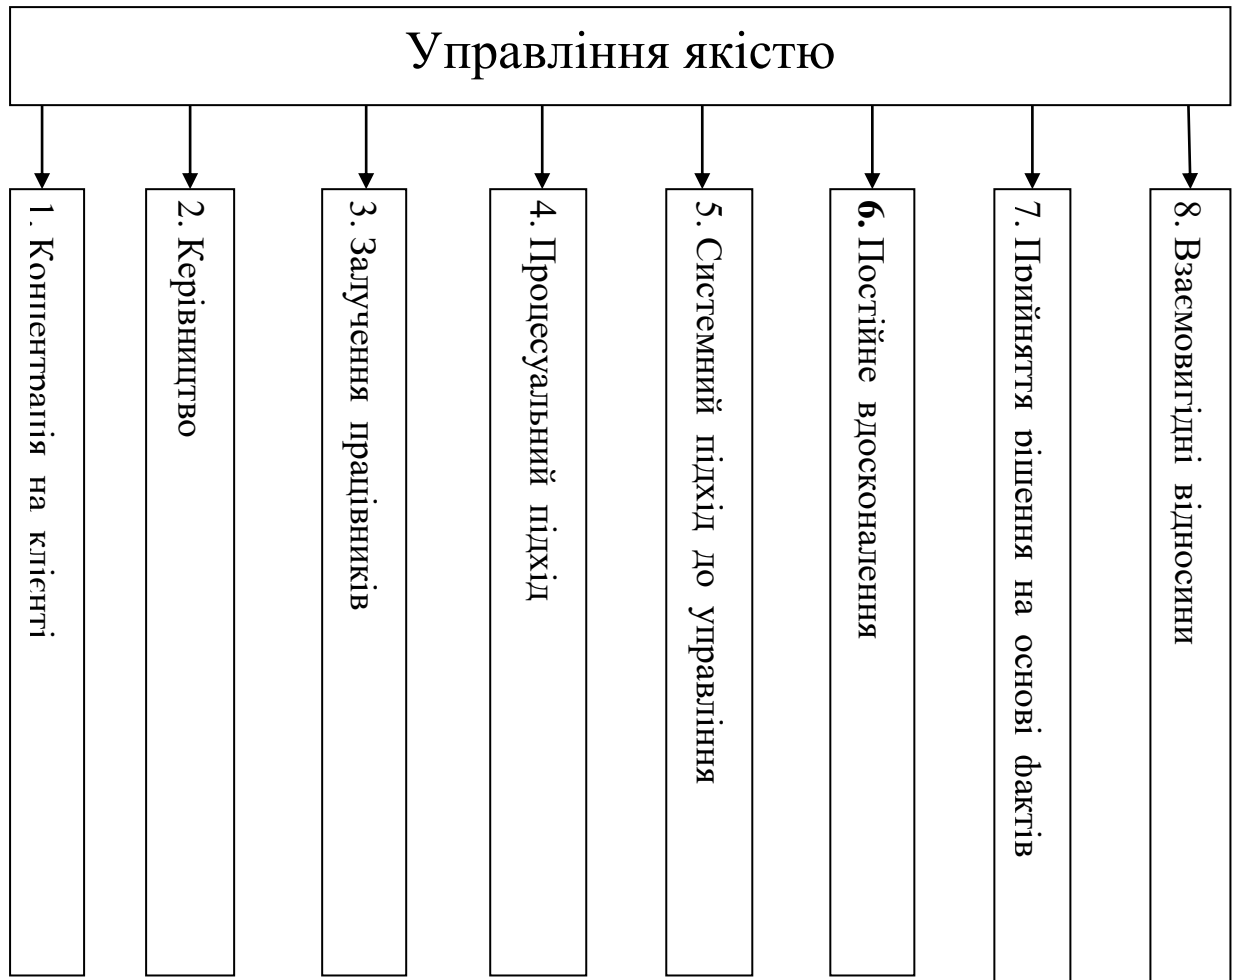 Управління якістю
1. Концентрація на клієнті
2. Керівництво
3. Залучення працівників
4. Процесуальний підхід
5. Системний підхід до управління
6. Постійне вдосконалення
7. Прийняття рішення на основі фактів
8. Взаємовигідні відносини